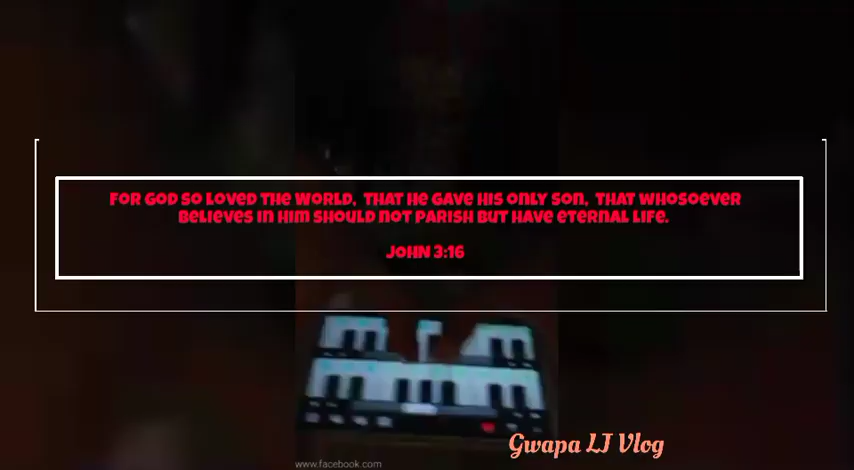 FOR GOD SO LOVED THE WORLD, THAT HE GAVE HIS ONLY SON, THAT WHOSOEVER
BELIEVES IN HIM SHOULD NOT PARISH BUT HAVE ETERNAL LIFE.
JOHN 3:16
Gwapa LJ Vlog
www.facebook.com